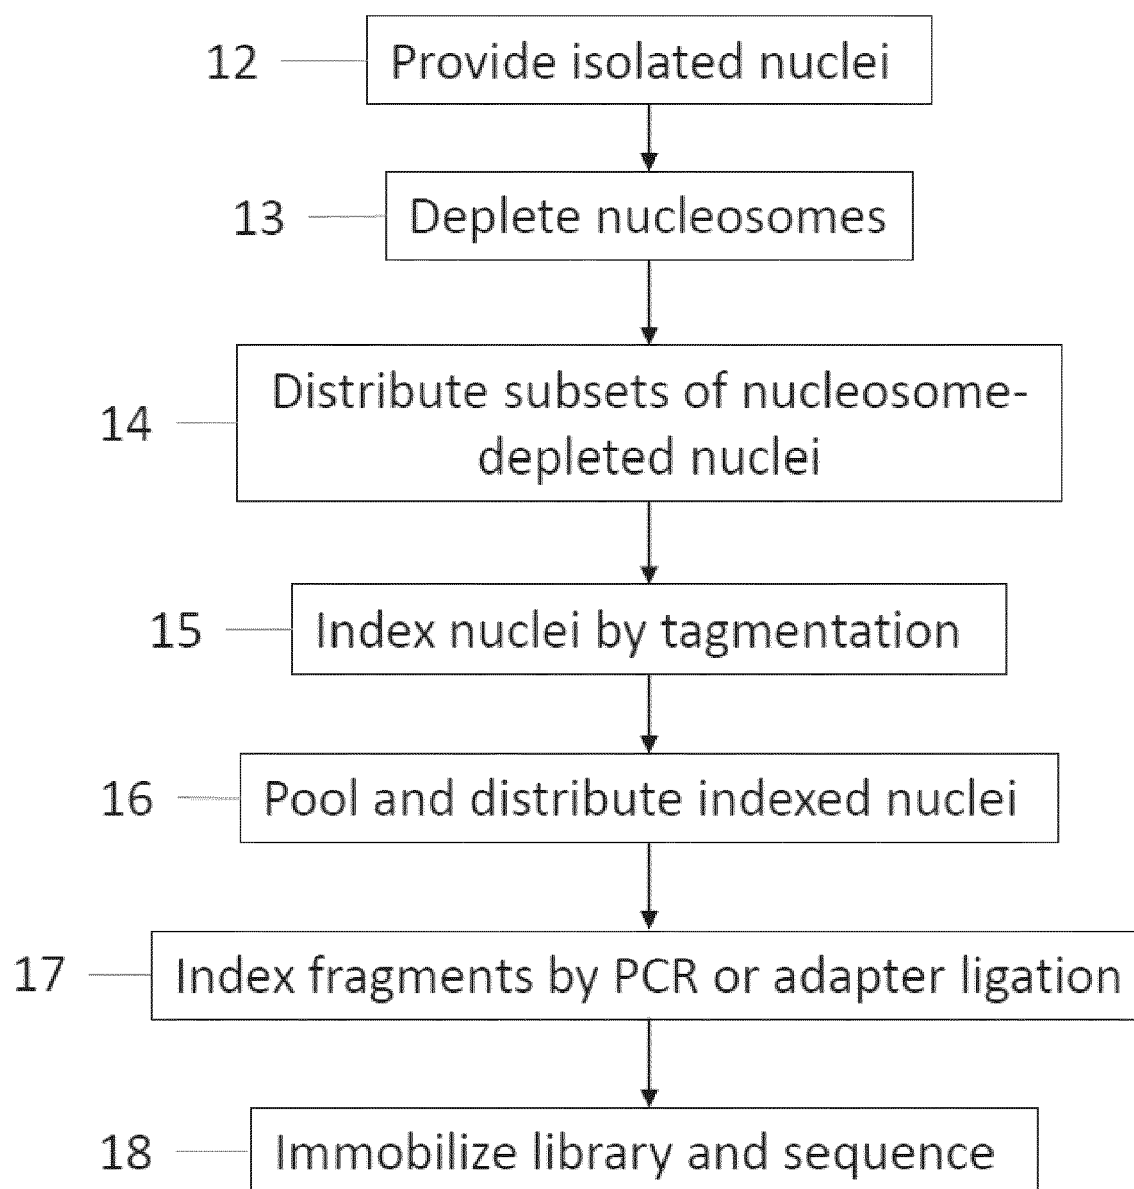 12 Provide isolated nuclei
13 Deplete nucleosomes
14 Distribute subsets of nucleosome-
depleted nuclei
15 Index nuclei by tagmentation
16 Pool and distribute indexed nuclei
17 Index fragments by PCR or adapter ligation
18 Immobilize library and sequence